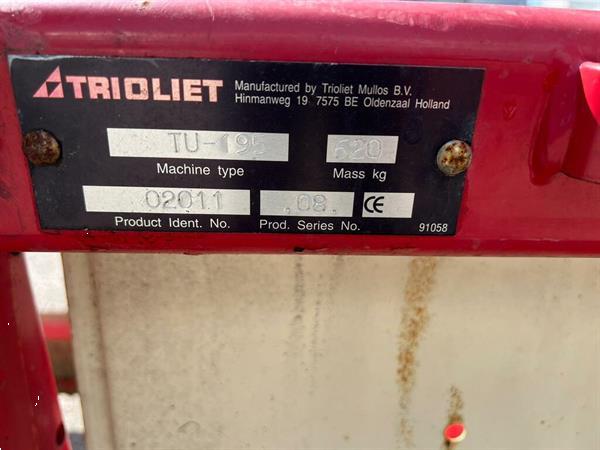 TRIOLIET
Manufactured by Trioliet Mullos B.V.
Hinmanweg 19 7575 BE Oldenzaal Holland
TU-195 620
Machine type Mass kg
02011 .08. CE
Product Ident. No. Prod. Series No. 91058